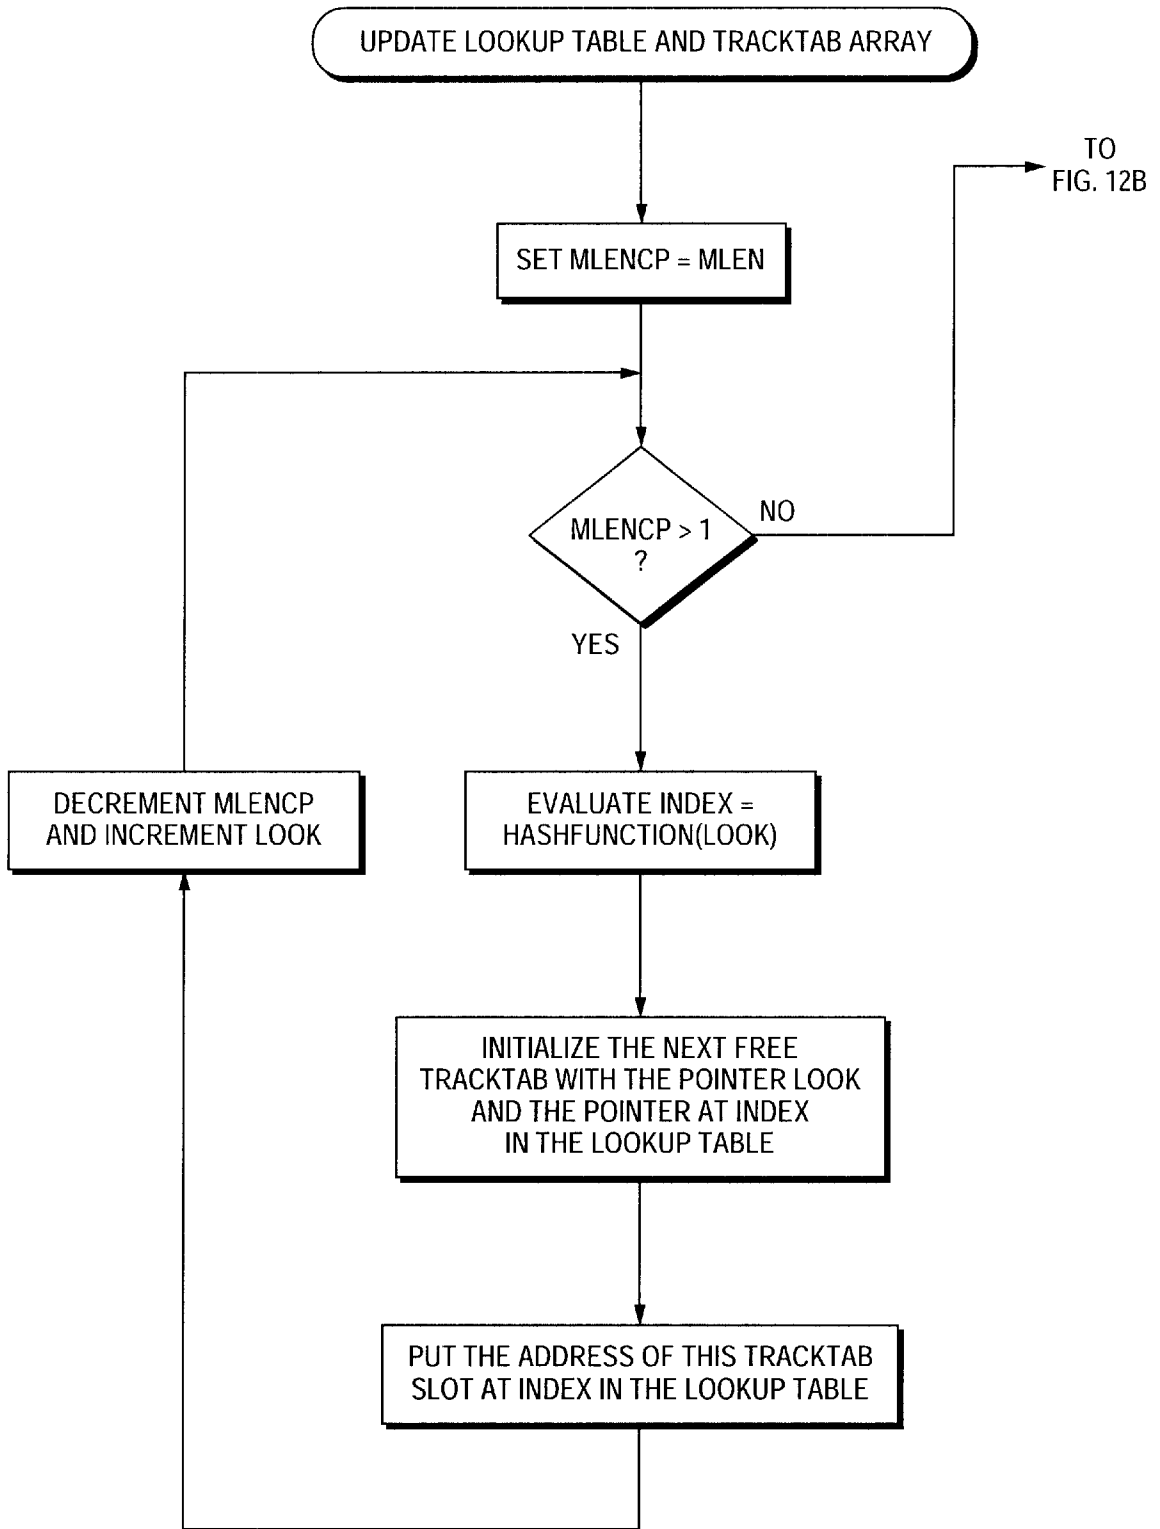 UPDATE LOOKUP TABLE AND TRACKTAB ARRAY
TO
FIG. 12B
SET MLENCP = MLEN
MLENCP > 1
?
NO
YES
DECREMENT MLENCP
AND INCREMENT LOOK
EVALUATE INDEX =
HASHFUNCTION(LOOK)
INITIALIZE THE NEXT FREE
TRACKTAB WITH THE POINTER LOOK
AND THE POINTER AT INDEX
IN THE LOOKUP TABLE
PUT THE ADDRESS OF THIS TRACKTAB
SLOT AT INDEX IN THE LOOKUP TABLE